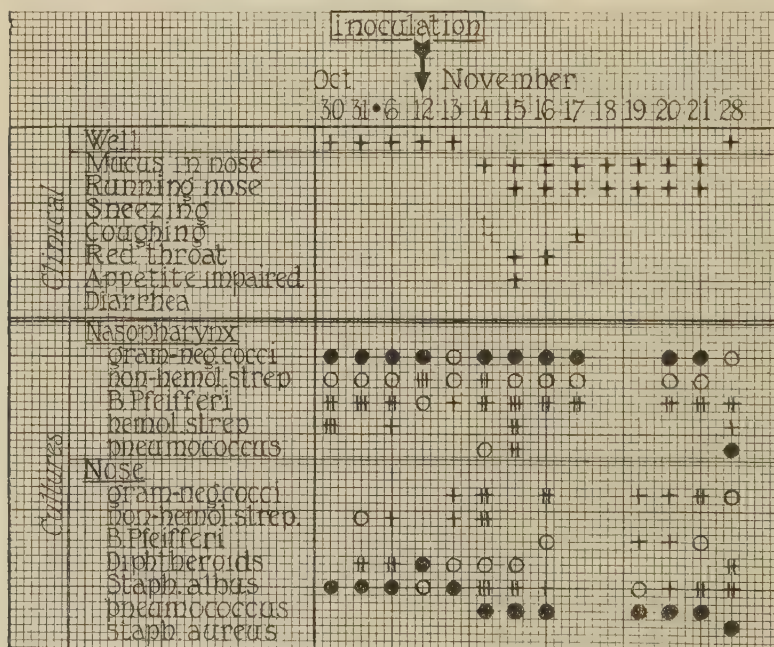 inoculation
Oct November
30 31 • 6 12 13 14 15 16 17 18 19 20 21 28
Clinical
Well + + + + + +
Mucus in nose + + + + + + + +
Running nose + + + + + + +
Sneezing
Coughing +
Red throat + +
Appetite impaired +
Diarrhea
Cultures
Nasopharynx
gram-neg.cocci
non-hemol.strep
B.Pfeifferi
hemol.strep
pneumococcus
Nose
gram-neg.cocci
non-hemol.strep.
B.Pfeifferi
Diphtheroids
Staph.albus
pneumococcus
staph.aureus